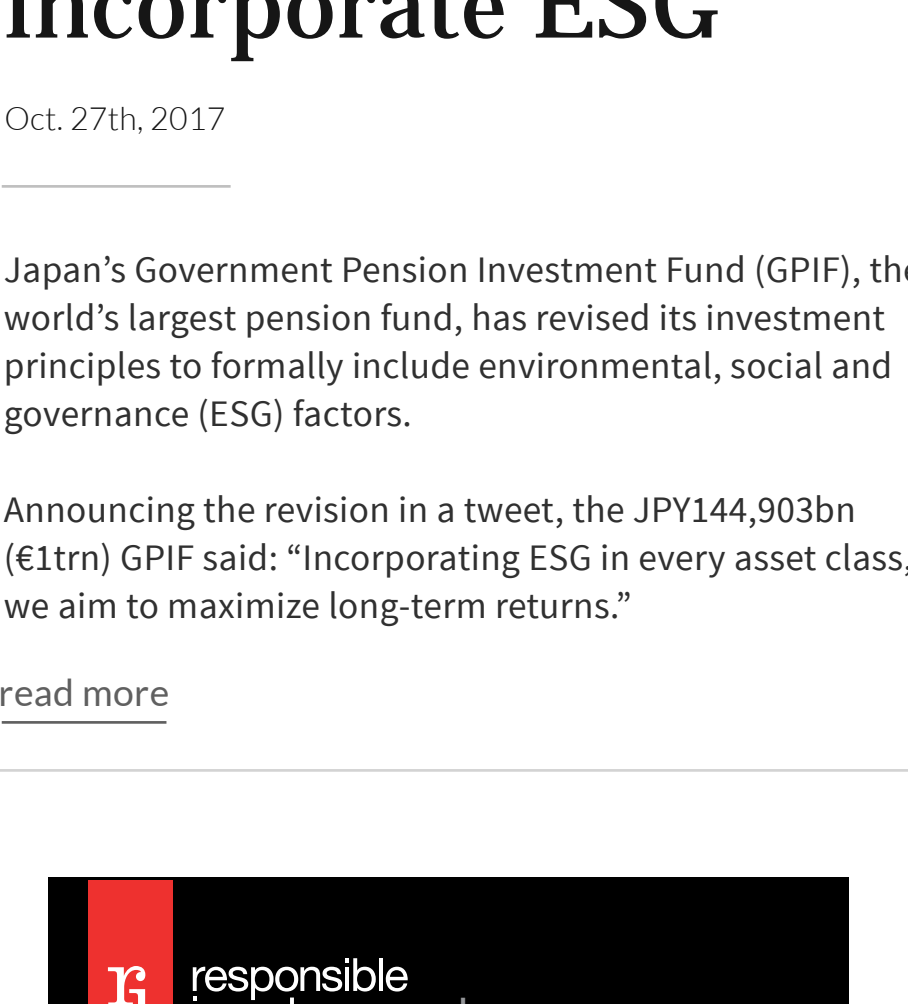 incorporate ESG
Oct. 27th, 2017
Japan’s Government Pension Investment Fund (GPIF), the
world’s largest pension fund, has revised its investment
principles to formally include environmental, social and
governance (ESG) factors.
Announcing the revision in a tweet, the JPY144,903bn
(€1trn) GPIF said: “Incorporating ESG in every asset class,
we aim to maximize long-term returns.”
read more
ri responsible